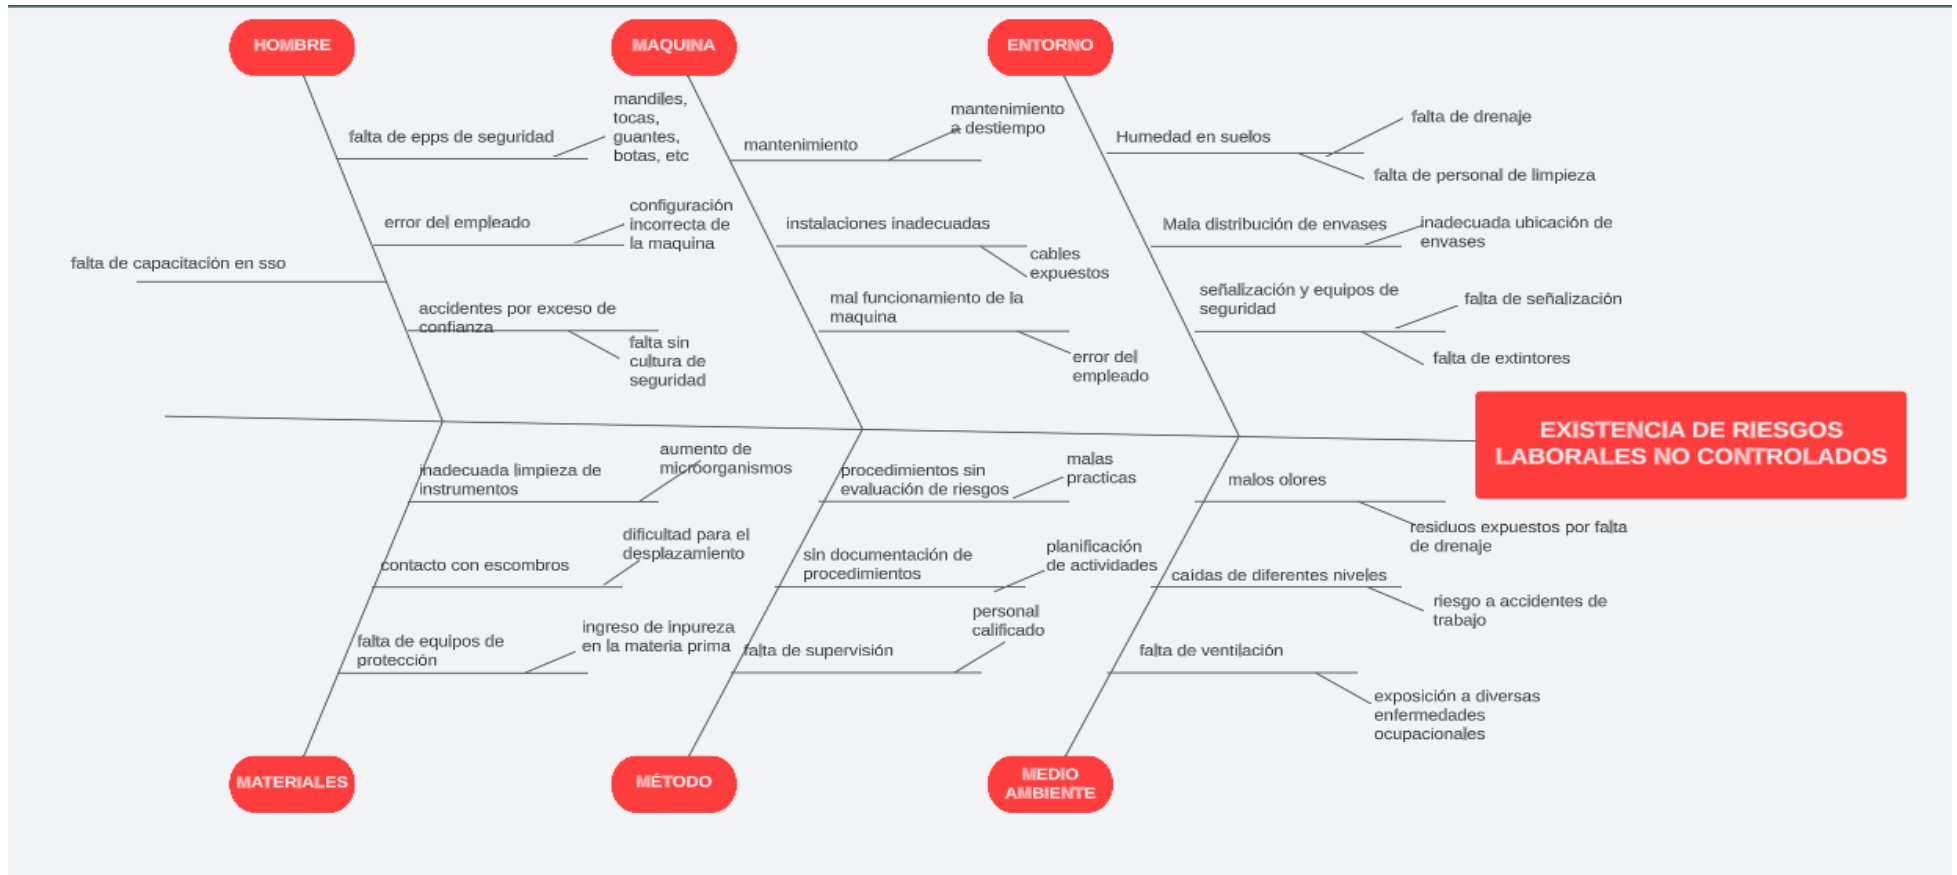 HOMBRE
MAQUINA
ENTORNO
falta de epps de seguridad
mandiles,
tocas,
guantes,
botas, etc
error del empleado
configuración
incorrecta de
la maquina
falta de capacitación en sso
accidentes por exceso de
confianza
falta sin
cultura de
seguridad
mantenimiento
mantenimiento
a destiempo
instalaciones inadecuadas
cables
expuestos
mal funcionamiento de la
maquina
error del
empleado
Humedad en suelos
falta de drenaje
falta de personal de limpieza
Mala distribución de envases
inadecuada ubicación de
envases
señalización y equipos de
seguridad
falta de señalización
falta de extintores
EXISTENCIA DE RIESGOS
LABORALES NO CONTROLADOS
inadecuada limpieza de
instrumentos
aumento de
microorganismos
contacto con escombros
dificultad para el
desplazamiento
falta de equipos de
protección
ingreso de inpureza
en la materia prima
procedimientos sin
evaluación de riesgos
malas
practicas
sin documentación de
procedimientos
planificación
de actividades
falta de supervisión
personal
calificado
malos olores
residuos expuestos por falta
de drenaje
caídas de diferentes niveles
riesgo a accidentes de
trabajo
falta de ventilación
exposición a diversas
enfermedades
ocupacionales
MATERIALES
MÉTODO
MEDIO
AMBIENTE